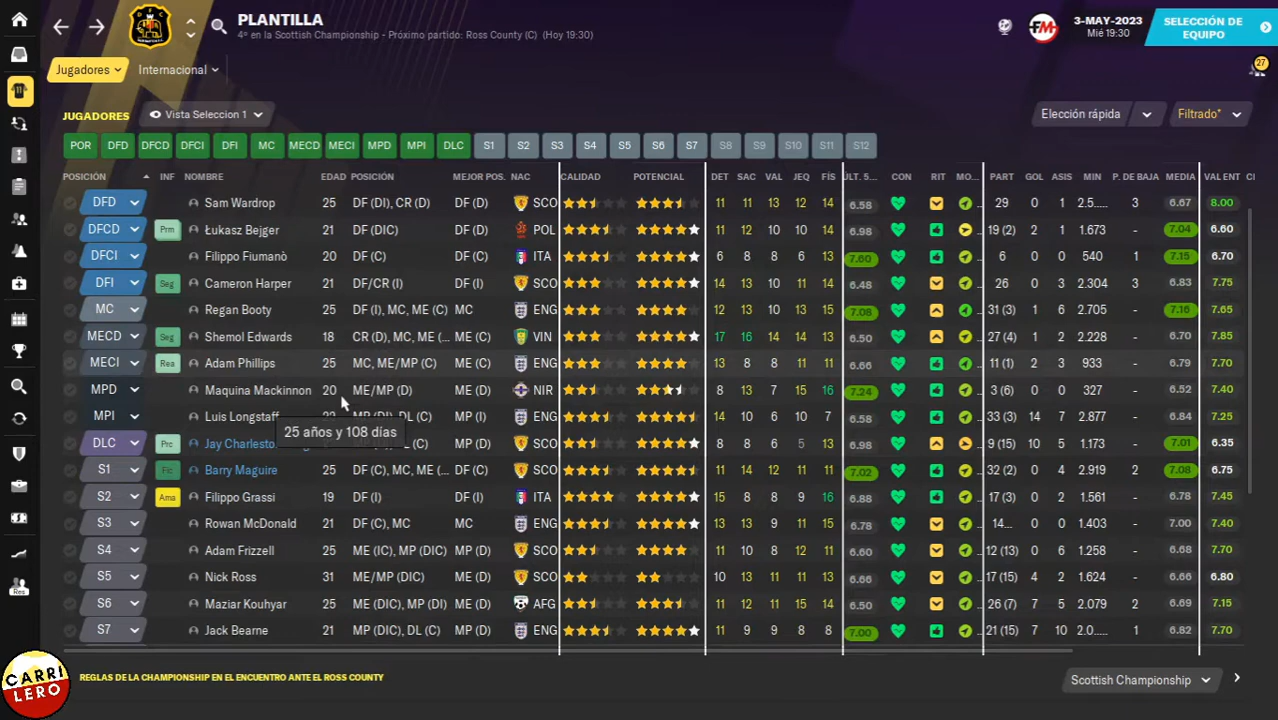 PLANTILLA
4º en la Scottish Championship - Próximo partido: Ross County (C) (Hoy 19:30)
3-MAY-2023
Mié 19:30
SELECCIÓN DE EQUIPO
FM
Jugadores
Internacional
27
JUGADORES
Vista Seleccion 1
Elección rápida
Filtrado*
POR DFD DFCD DFCI DFI MC MECD MECI MPD MPI DLC S1 S2 S3 S4 S5 S6 S7 S8 S9 S10 S11 S12
POSICIÓN INF NOMBRE EDAD POSICIÓN MEJOR POS. NAC CALIDAD POTENCIAL DET SAC VAL JEQ FÍS ÚLT. 5... CON RIT MO... PART GOL ASIS MIN P. DE BAJA MEDIA VAL ENT
DFD Sam Wardrop 25 DF (DI), CR (D) DF (D) SCO 11 11 13 12 14 6.58 29 0 1 2.5..... 3 6.67 8.00
DFCD Prm Łukasz Bejger 21 DF (DIC) DF (D) POL 11 12 10 10 14 6.98 19 (2) 2 1 1.673 - 7.04 6.60
DFCI Filippo Fiumanò 20 DF (C) DF (C) ITA 6 8 8 6 13 7.60 6 0 0 540 1 7.15 6.70
DFI Seg Cameron Harper 21 DF/CR (I) DF (I) SCO 14 13 10 11 14 6.48 26 0 3 2.304 3 6.83 7.75
MC Regan Booty 25 DF (I), MC, ME (C) MC ENG 12 13 10 13 15 7.08 31 (3) 1 6 2.705 - 7.16 7.65
MECD Seg Shemol Edwards 18 CR (D), MC, ME (... ME (C) VIN 17 16 14 14 13 6.50 27 (4) 1 2 2.228 - 6.70 7.85
MECI Rea Adam Phillips 25 MC, ME/MP (C) ME (C) ENG 13 8 8 11 11 6.66 11 (1) 2 3 933 - 6.79 7.70
MPD Maquina Mackinnon 20 ME/MP (D) ME (D) NIR 8 13 7 15 16 7.24 3 (6) 0 1 327 - 6.52 7.40
MPI Luis Longstaff MP (DI), DL (C) MP (I) ENG 14 10 6 10 7 6.58 33 (3) 14 7 2.877 - 6.84 7.25
25 años y 108 días
DLC Prc Jay Charlesto (C) MP (D) SCO 8 8 8 5 13 6.98 9 (15) 10 5 1.173 - 7.01 6.35
S1 Fic Barry Maguire 25 DF (C), MC, ME (... DF (C) SCO 11 14 12 11 11 7.02 32 (2) 0 4 2.919 2 7.08 6.75
S2 Ama Filippo Grassi 19 DF (I) DF (I) ITA 15 8 8 9 16 6.88 17 (3) 0 2 1.561 - 6.78 7.45
S3 Rowan McDonald 21 DF (C), MC MC ENG 13 13 9 11 15 6.78 14... 0 0 1.403 - 7.00 7.40
S4 Adam Frizzell 25 ME (IC), MP (DIC) MP (D) SCO 11 10 8 12 11 6.60 12 (13) 0 6 1.258 - 6.68 7.70
S5 Nick Ross 31 ME/MP (DIC) ME (D) SCO 10 13 11 11 13 6.66 17 (15) 4 2 1.624 - 6.66 6.80
S6 Maziar Kouhyar 25 ME (DIC), MP (DI) ME (D) AFG 11 12 11 15 14 6.50 26 (7) 7 5 2.079 2 6.69 7.15
S7 Jack Bearne 21 MP (DIC), DL (C) MP (D) ENG 11 9 9 8 8 7.00 21 (15) 7 10 2.0..... 1 6.82 7.70
Res
CARRI
LERO
REGLAS DE LA CHAMPIONSHIP EN EL ENCUENTRO ANTE EL ROSS COUNTY
Scottish Championship